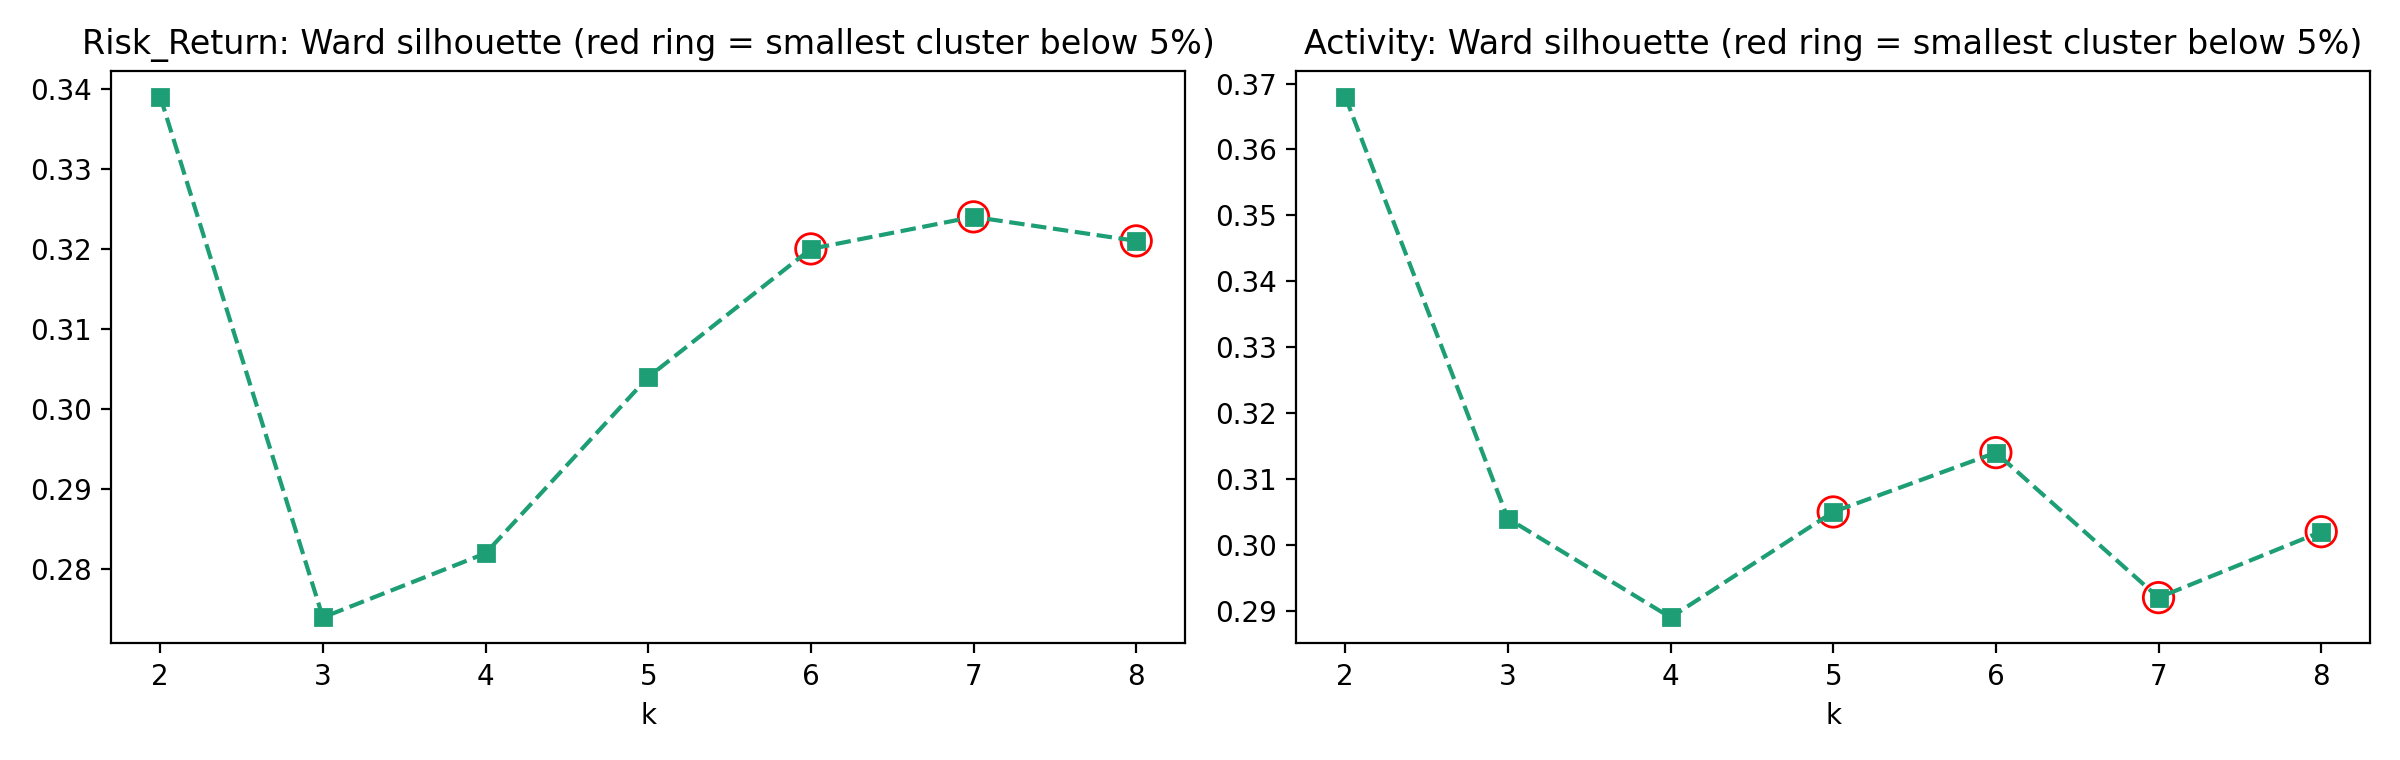 Risk_Return: Ward silhouette (red ring = smallest cluster below 5%)
0.34
0.33
0.32
0.31
0.30
0.29
0.28
2 3 4 5 6 7 8
k
Activity: Ward silhouette (red ring = smallest cluster below 5%)
0.37
0.36
0.35
0.34
0.33
0.32
0.31
0.30
0.29
2 3 4 5 6 7 8
k